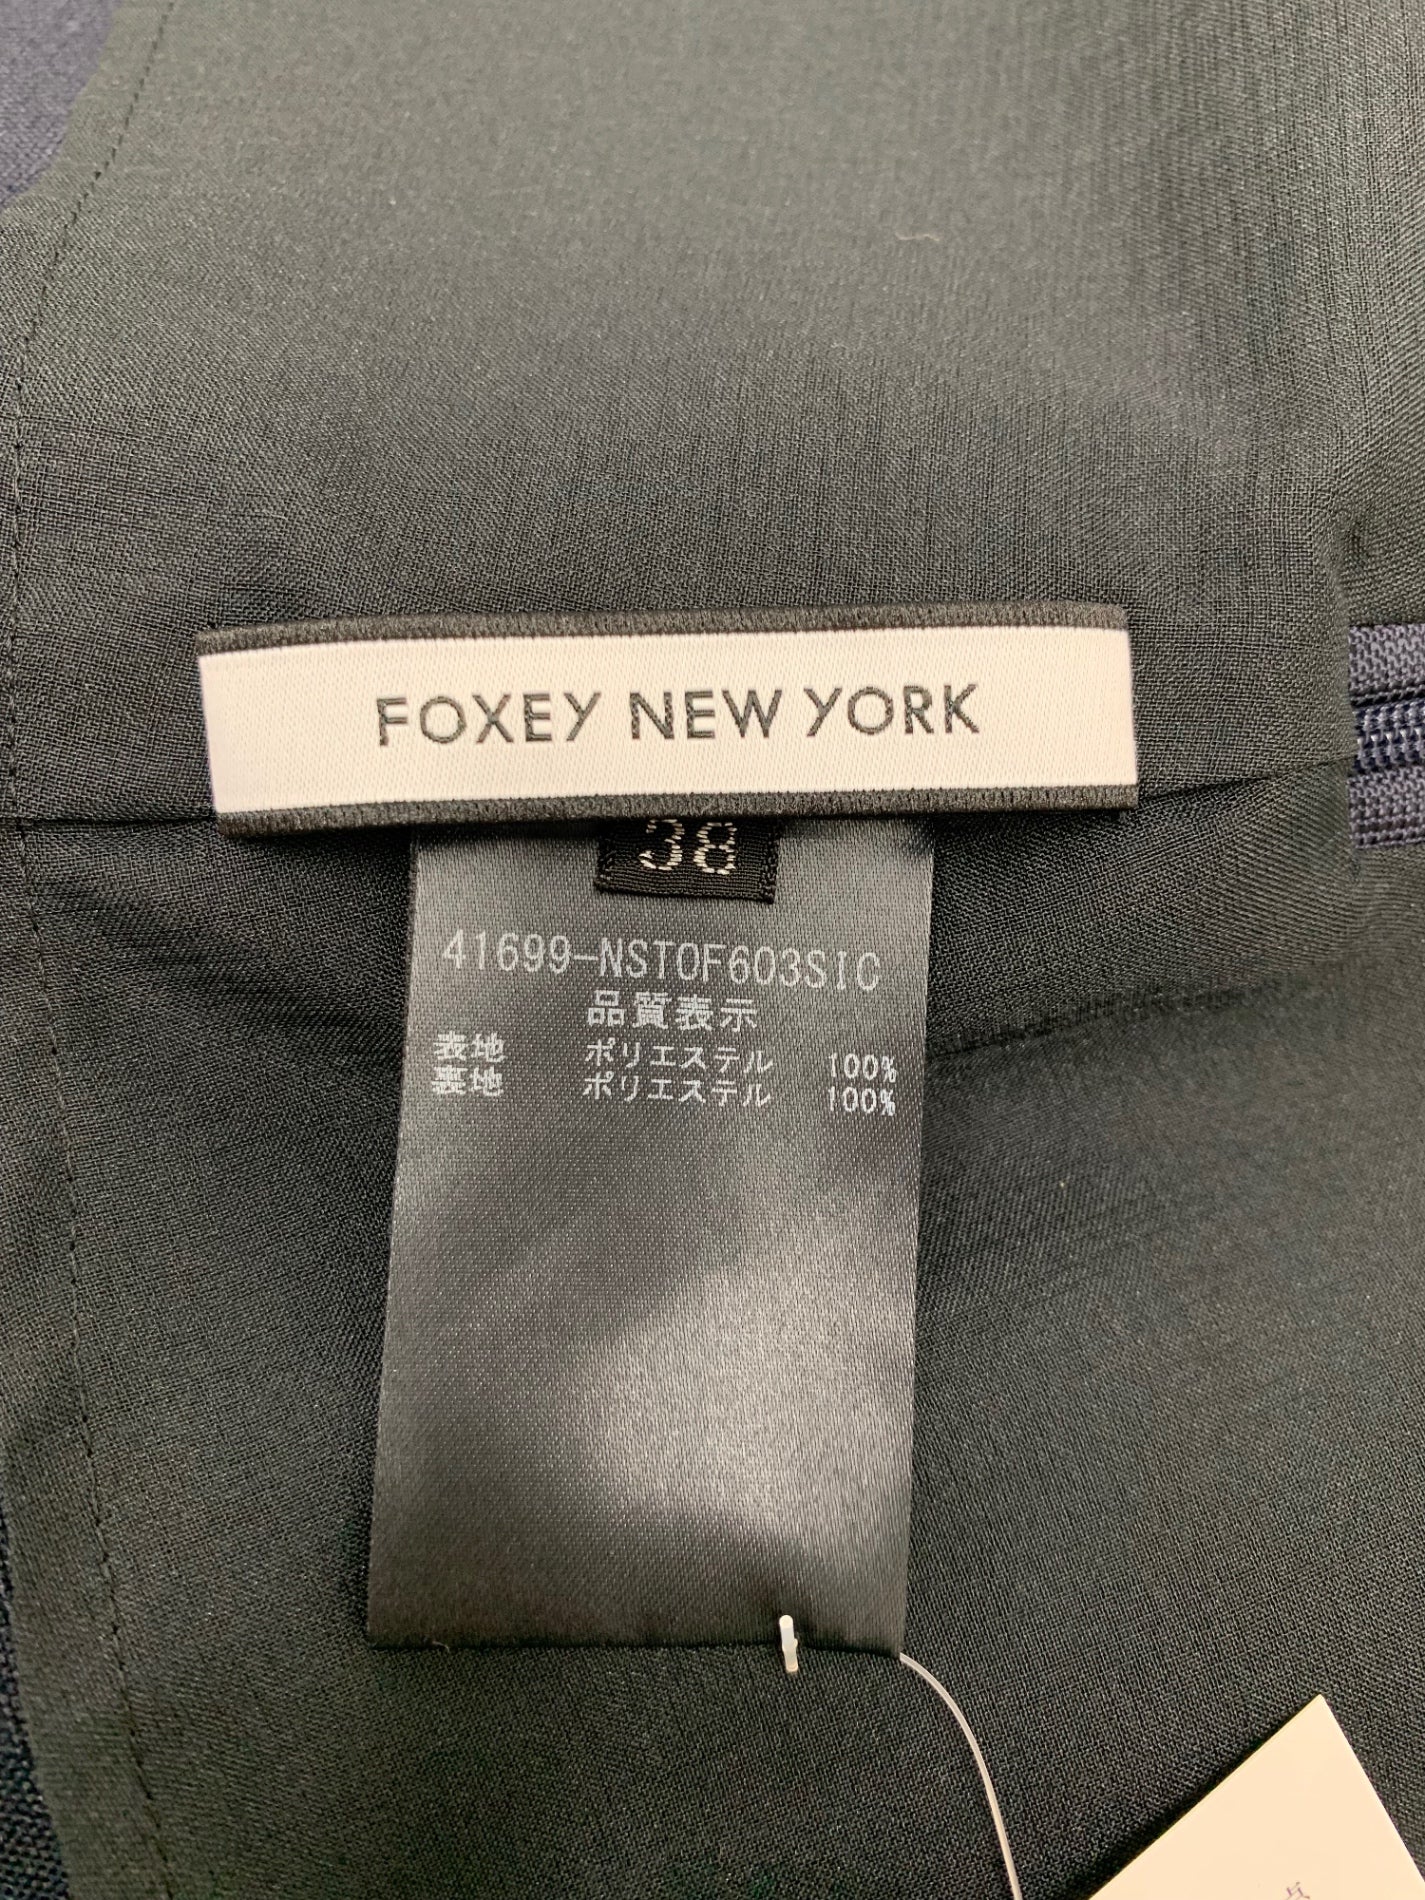 FOXEY NEW YORK
38
41699-NSTOF603SIC
品質表示
表地 ポリエステル 100%
裏地 ポリエステル 100%